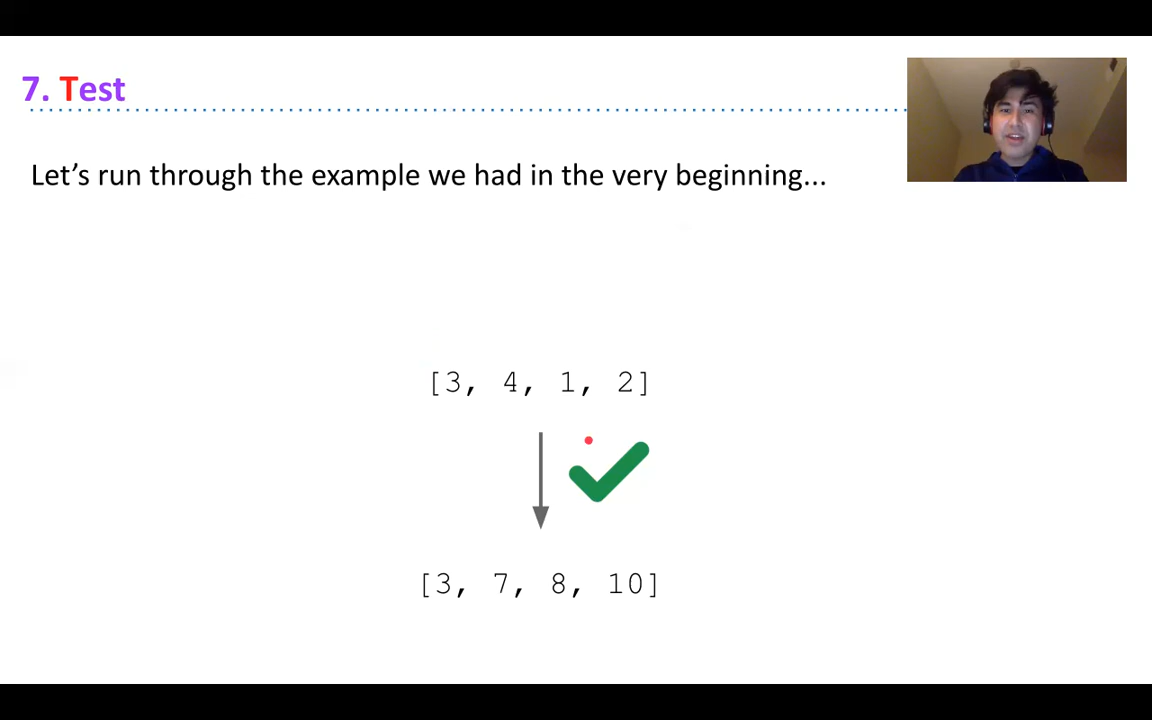 7. Test
Let’s run through the example we had in the very beginning...
[3, 4, 1, 2]
[3, 7, 8, 10]